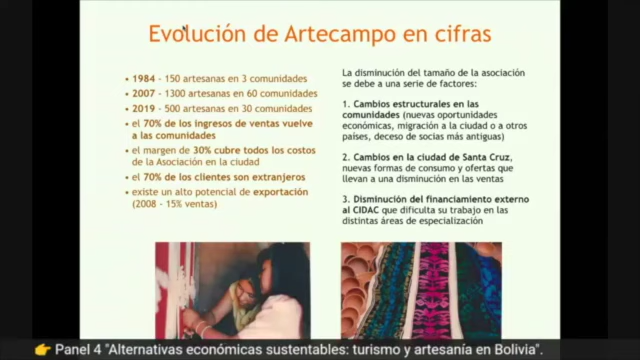 Evolución de Artecampo en cifras
• 1984 - 150 artesanas en 3 comunidades
• 2007 - 1300 artesanas en 60 comunidades
• 2019 - 500 artesanas en 30 comunidades
• el 70% de los ingresos de ventas vuelve
a las comunidades
• el margen de 30% cubre todos los costos
de la Asociación en la ciudad
• el 70% de los clientes son extranjeros
• existe un alto potencial de exportación
(2008 - 15% ventas)
La disminución del tamaño de la asociación
se debe a una serie de factores:
1. Cambios estructurales en las
comunidades (nuevas oportunidades
económicas, migración a la ciudad o a otros
países, deceso de socias más antiguas)
2. Cambios en la ciudad de Santa Cruz,
nuevas formas de consumo y ofertas que
llevan a una disminución en las ventas
3. Disminución del financiamiento externo
al CIDAC que dificulta su trabajo en las
distintas áreas de especialización
👉 Panel 4 "Alternativas económicas sustentables: turismo y artesanía en Bolivia".